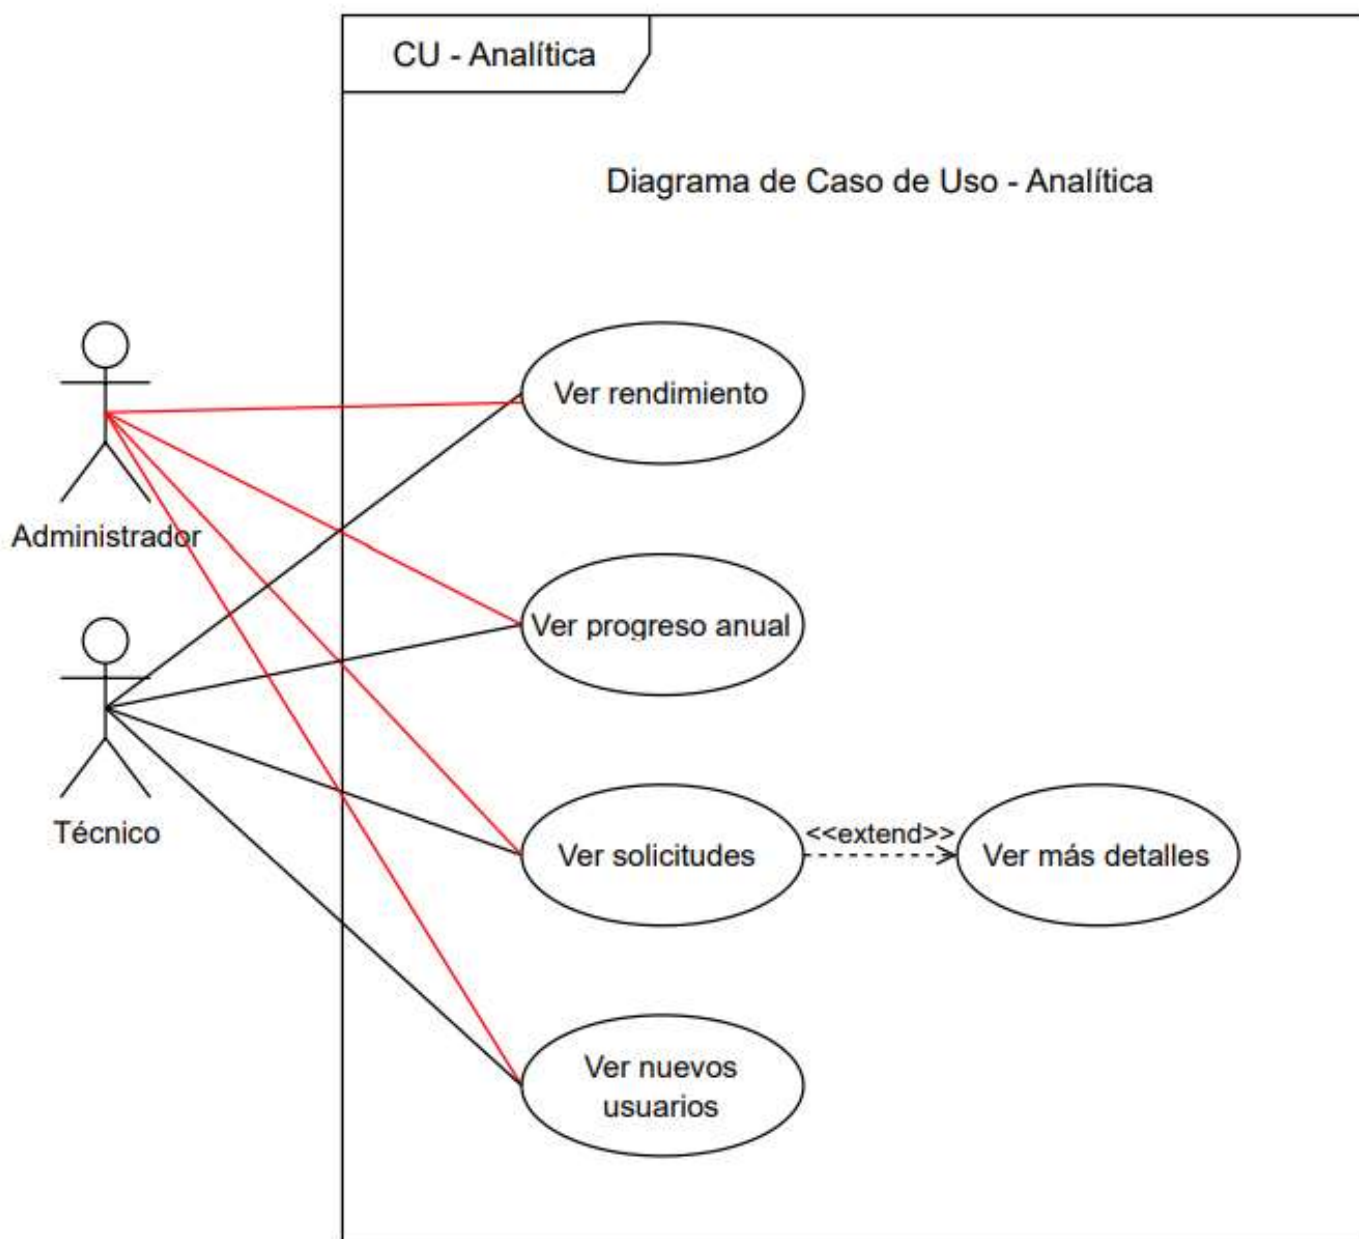 CU - Analítica
Diagrama de Caso de Uso - Analítica
Ver rendimiento
Administrador
Ver progreso anual
Técnico
Ver solicitudes
<<extend>>
Ver más detalles
Ver nuevos
usuarios